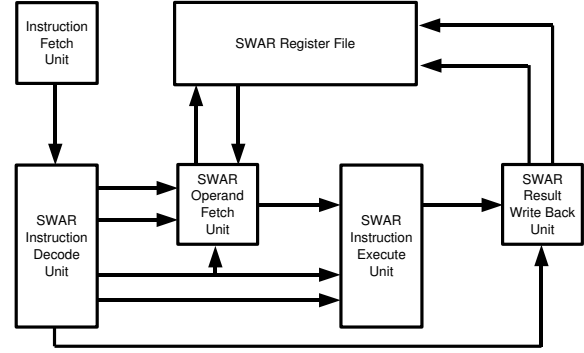 Instruction
Fetch
Unit
SWAR Register File
SWAR
Instruction
Decode
Unit
SWAR
Operand
Fetch
Unit
SWAR
Instruction
Execute
Unit
SWAR
Result
Write Back
Unit